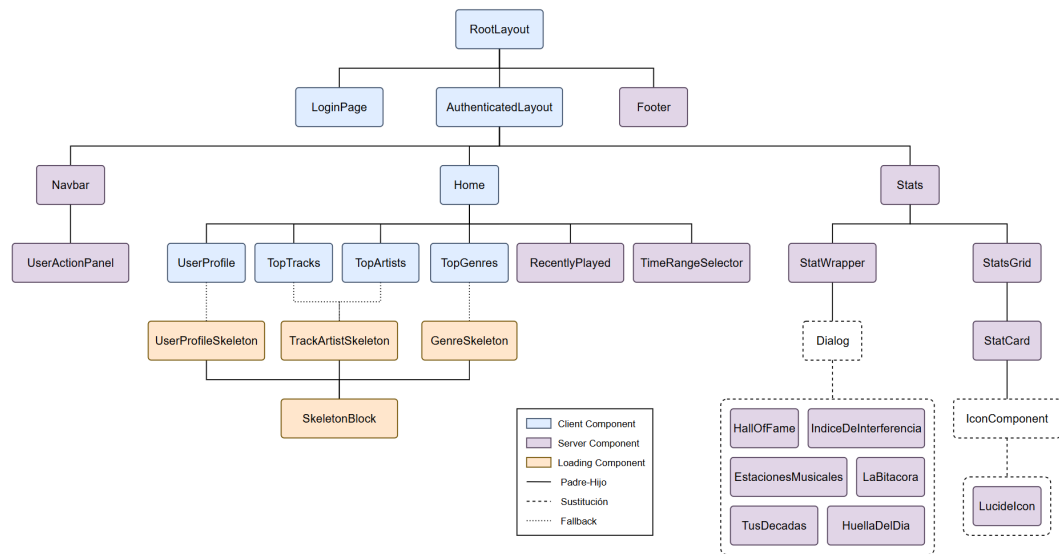 RootLayout
LoginPage
AuthenticatedLayout
Footer
Navbar
Home
Stats
UserActionPanel
UserProfile
TopTracks
TopArtists
TopGenres
RecentlyPlayed
TimeRangeSelector
StatWrapper
StatsGrid
UserProfileSkeleton
TrackArtistSkeleton
GenreSkeleton
Dialog
StatCard
SkeletonBlock
HallOfFame
IndiceDeInterferencia
IconComponent
EstacionesMusicales
LaBitacora
LucideIcon
TusDecadas
HuellaDelDia
Client Component
Server Component
Loading Component
Padre-Hijo
Sustitución
Fallback